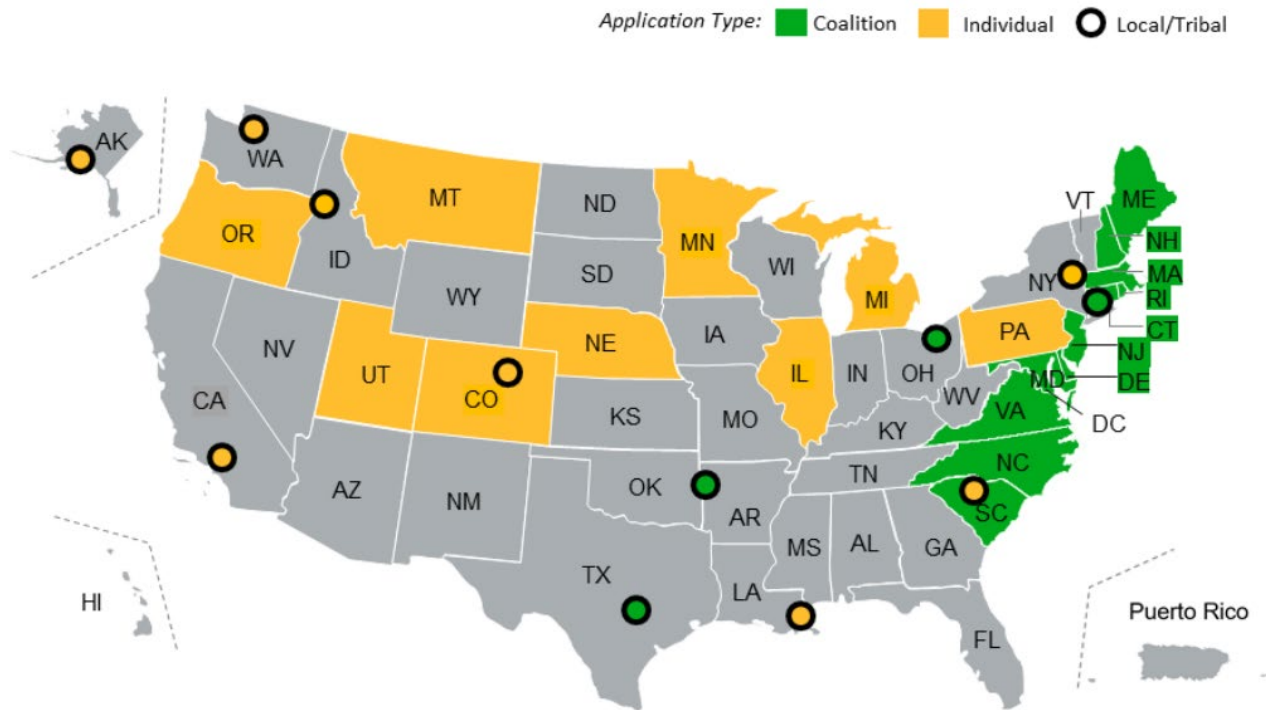 Application Type: Coalition Individual Local/Tribal
AK
WA
MT
ND
VT
ME
OR
MN
NH
ID
SD
WI
MA
NY
WY
MI
RI
CT
IA
PA
NE
NV
NJ
UT
IL
IN
OH
MD
DE
CO
WV
CA
VA
DC
KS
MO
KY
NC
TN
AZ
OK
NM
SC
AR
MS
AL
GA
TX
LA
HI
Puerto Rico
FL